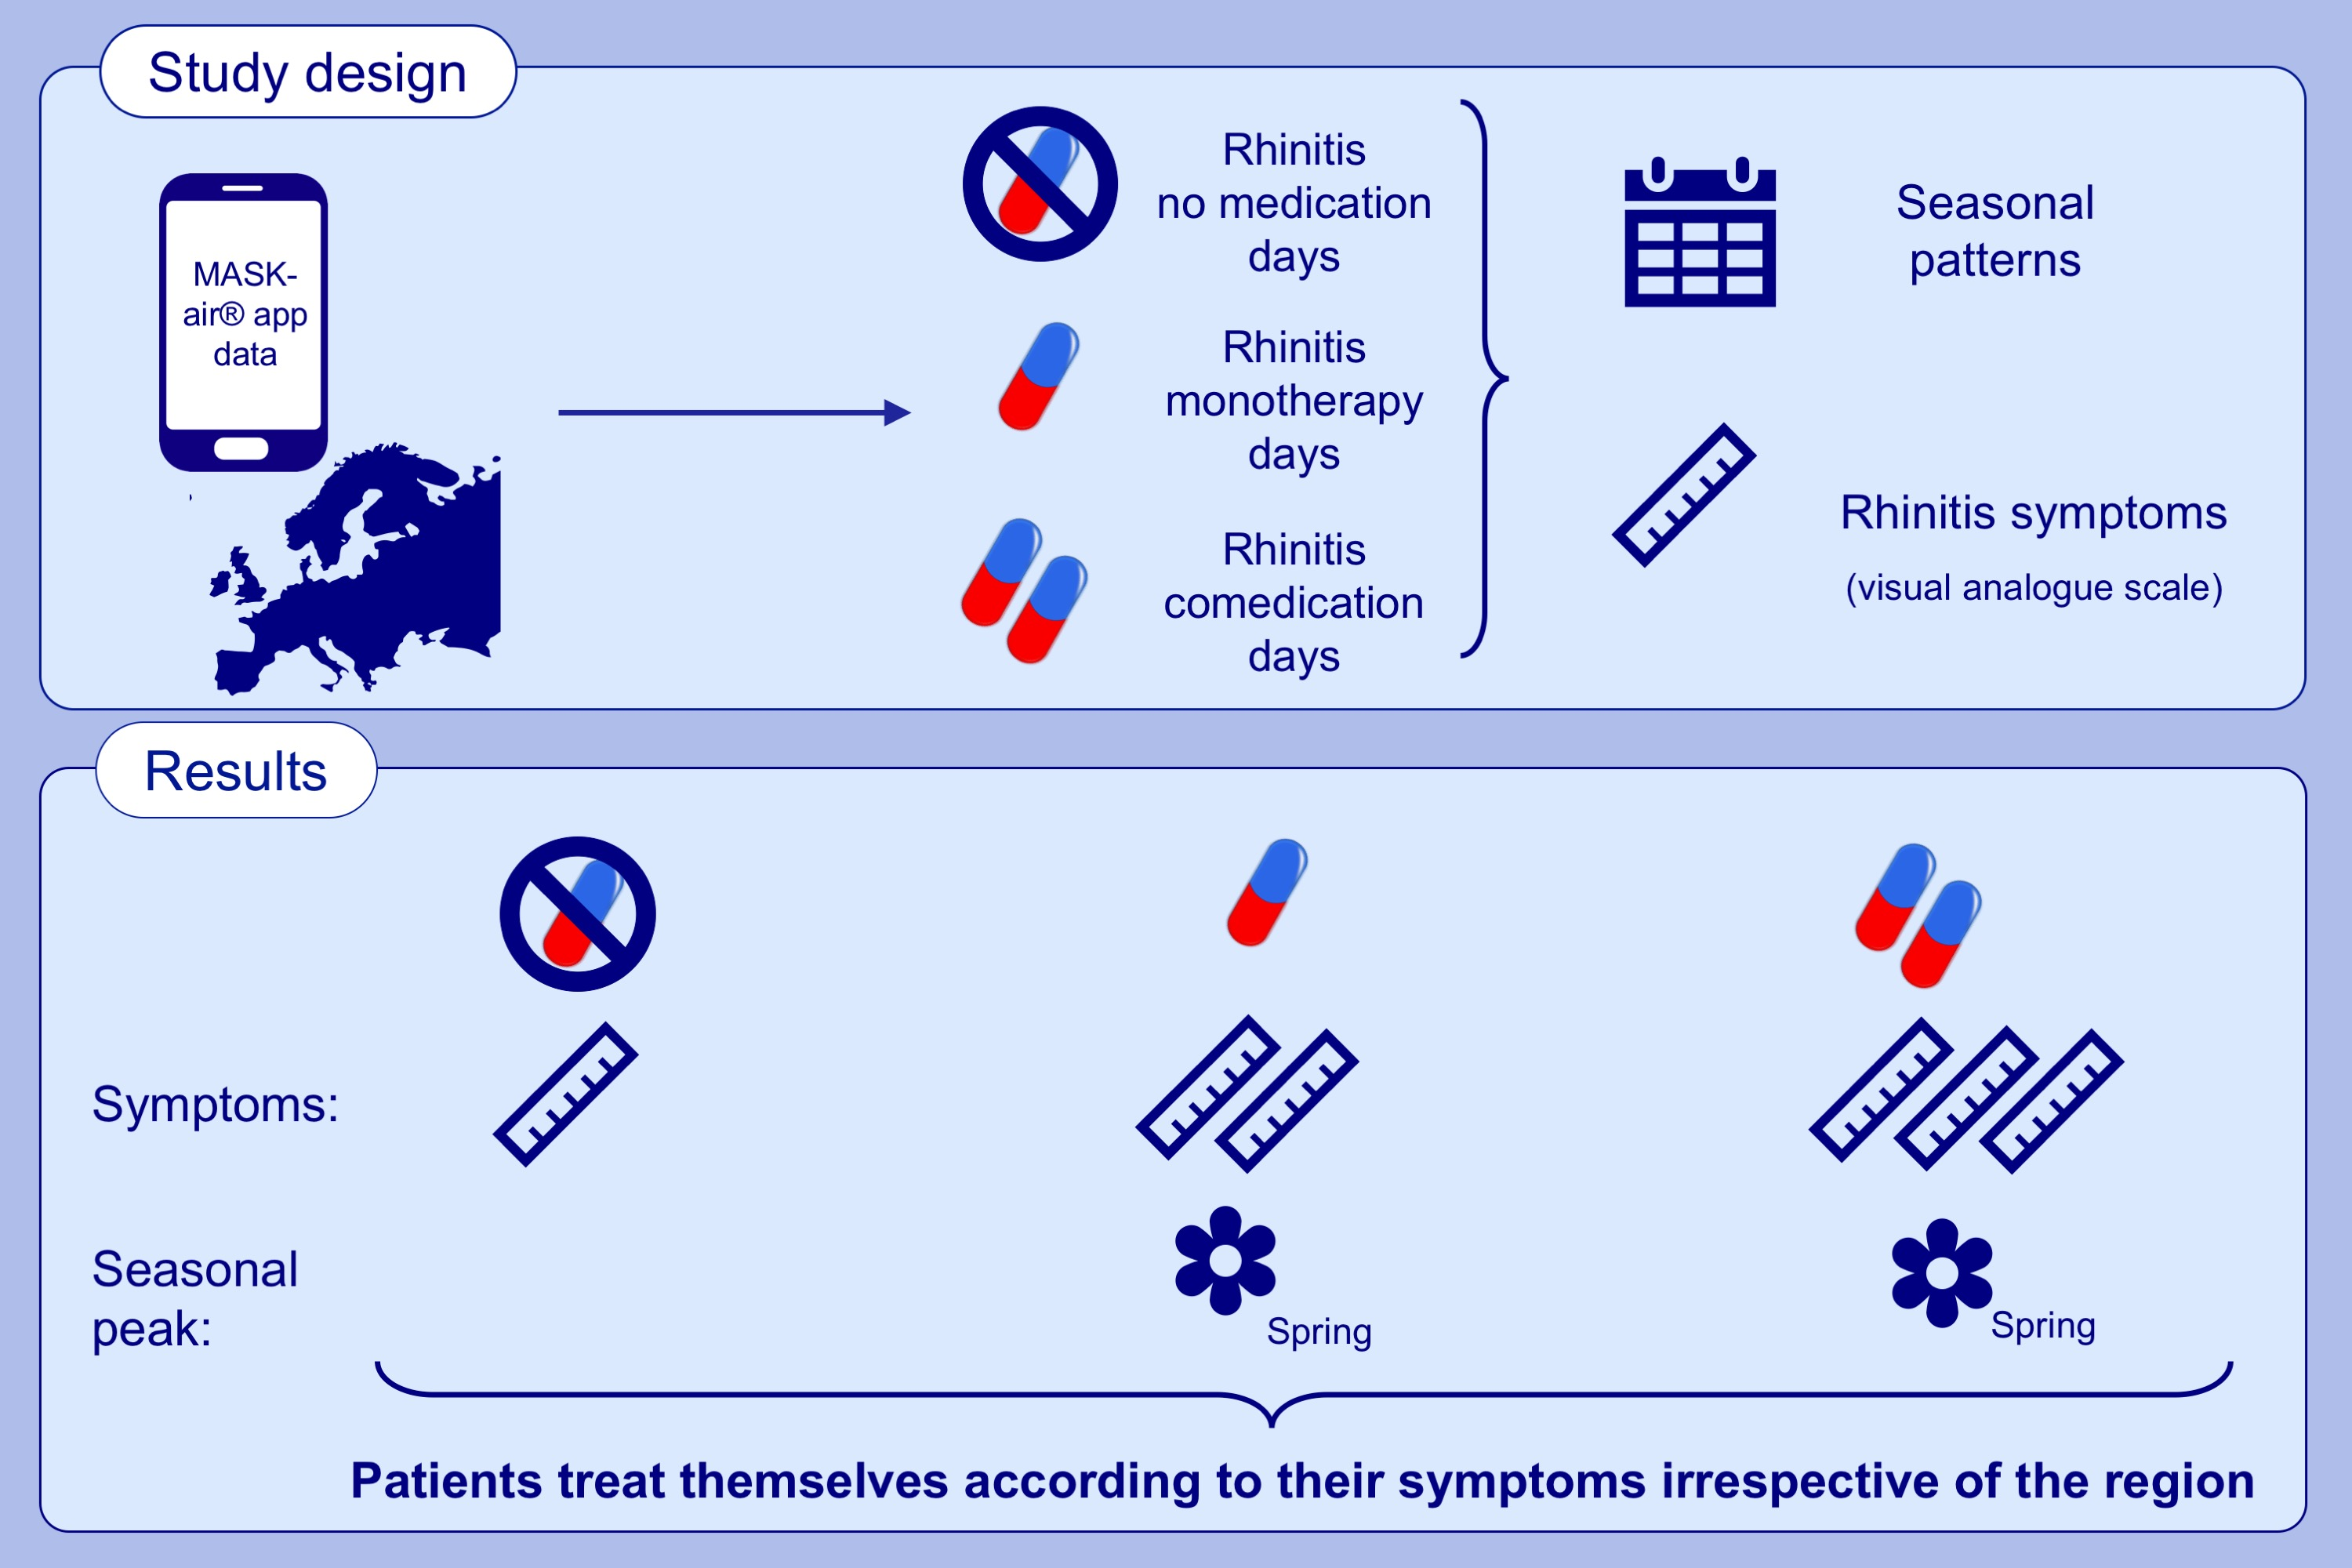 Study design
MASK-
air® app
data
Rhinitis
no medication
days
Rhinitis
monotherapy
days
Rhinitis
comedication
days
Seasonal
patterns
Rhinitis symptoms
(visual analogue scale)
Results
Symptoms:
Seasonal
peak:
Spring
Spring
Patients treat themselves according to their symptoms irrespective of the region